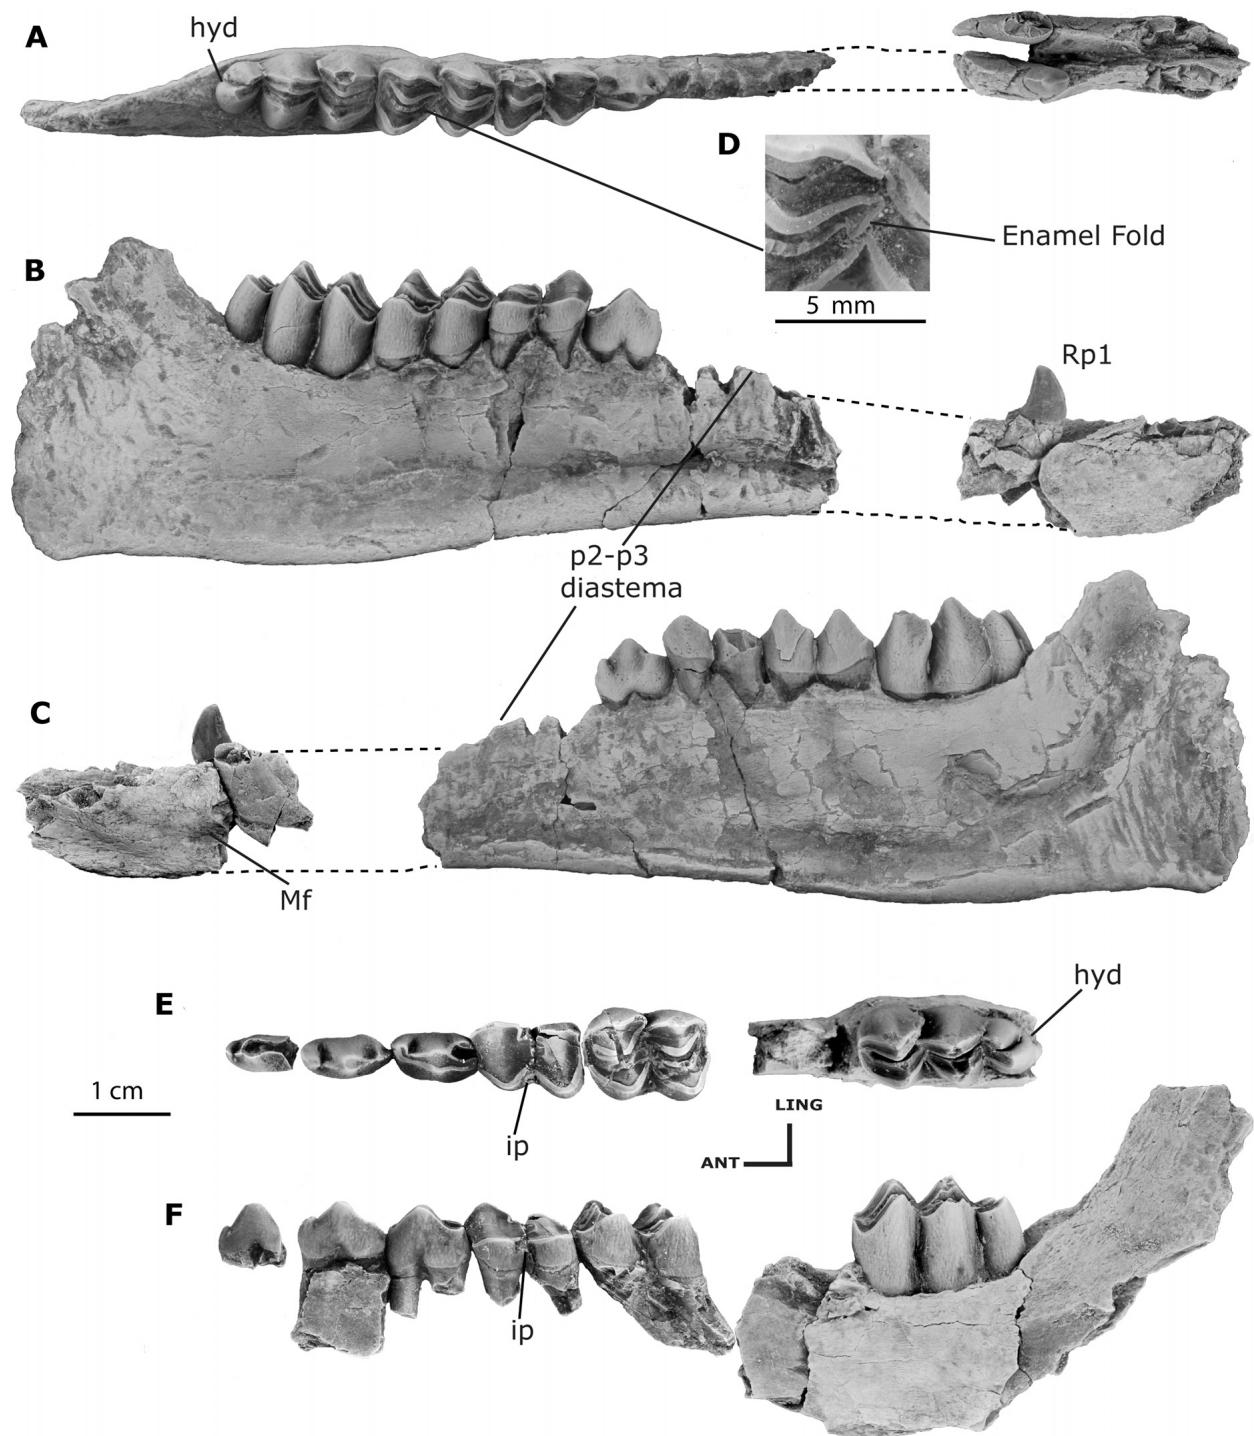 A
hyd
D
Enamel Fold
5 mm
B
Rp1
p2-p3
diastema
C
Mf
E
hyd
1 cm
ip
LING
ANT
F
ip